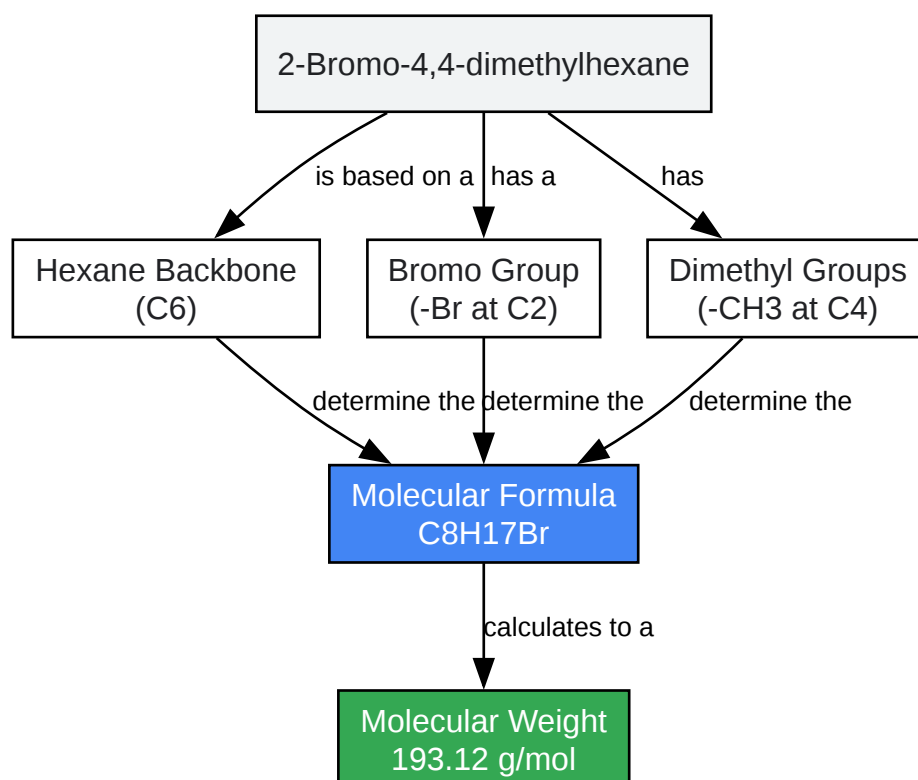 2-Bromo-4,4-dimethylhexane
is based on a
has a
has
Hexane Backbone
(C6)
Bromo Group
(-Br at C2)
Dimethyl Groups
(-CH3 at C4)
determine the
determine the
determine the
Molecular Formula
C8H17Br
calculates to a
Molecular Weight
193.12 g/mol